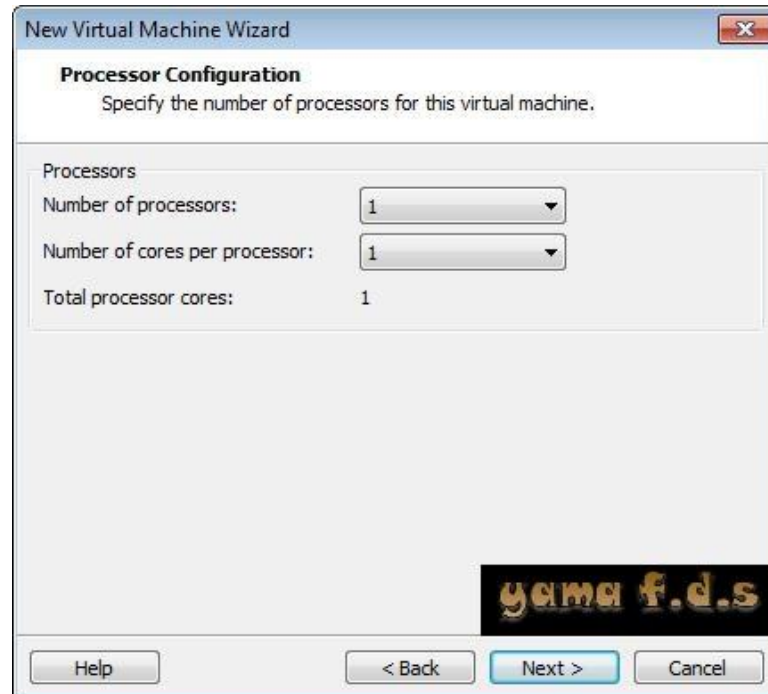 New Virtual Machine Wizard
Processor Configuration
Specify the number of processors for this virtual machine.
Processors
Number of processors: 1
Number of cores per processor: 1
Total processor cores: 1
yama f.d.s
Help < Back Next > Cancel